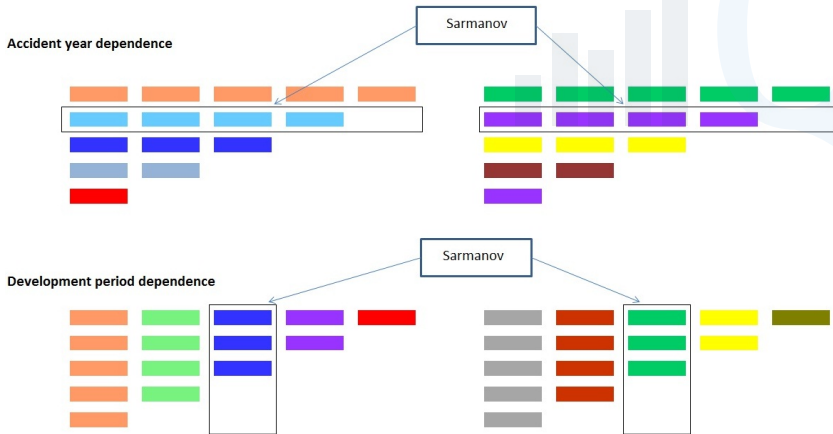 Sarmanov
Accident year dependence
Sarmanov
Development period dependence